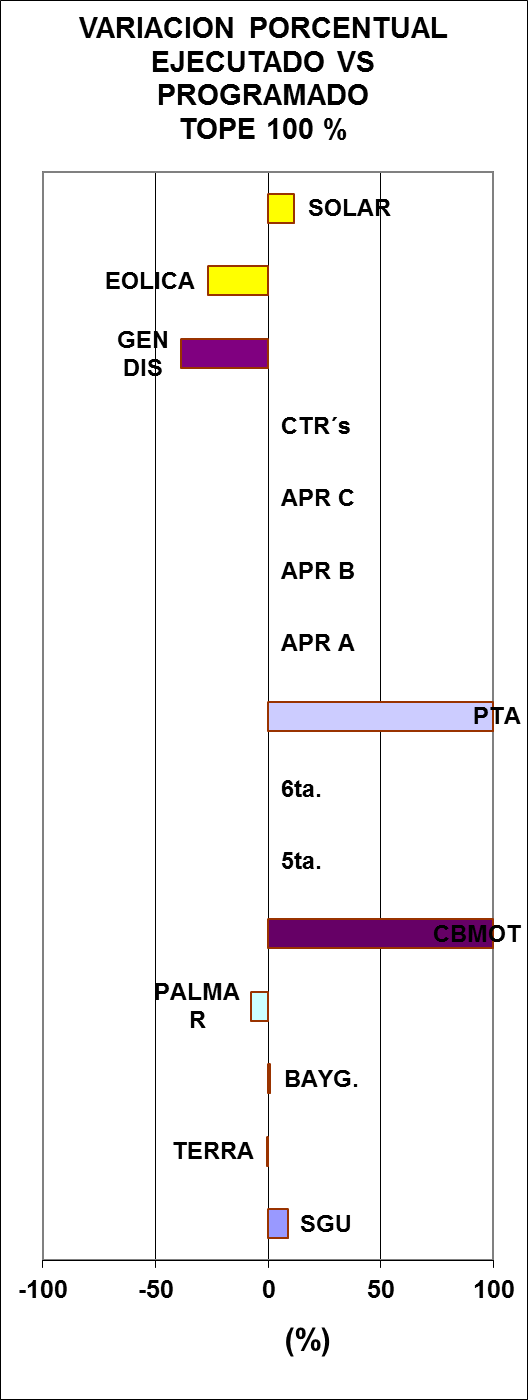 VARIACION PORCENTUAL
EJECUTADO VS
PROGRAMADO
TOPE 100 %
SOLAR
EOLICA
GEN
DIS
CTR´s
APR C
APR B
APR A
PTA
6ta.
5ta.
CBMOT
PALMA
R
BAYG.
TERRA
SGU
-100 -50 0 50 100
(%)